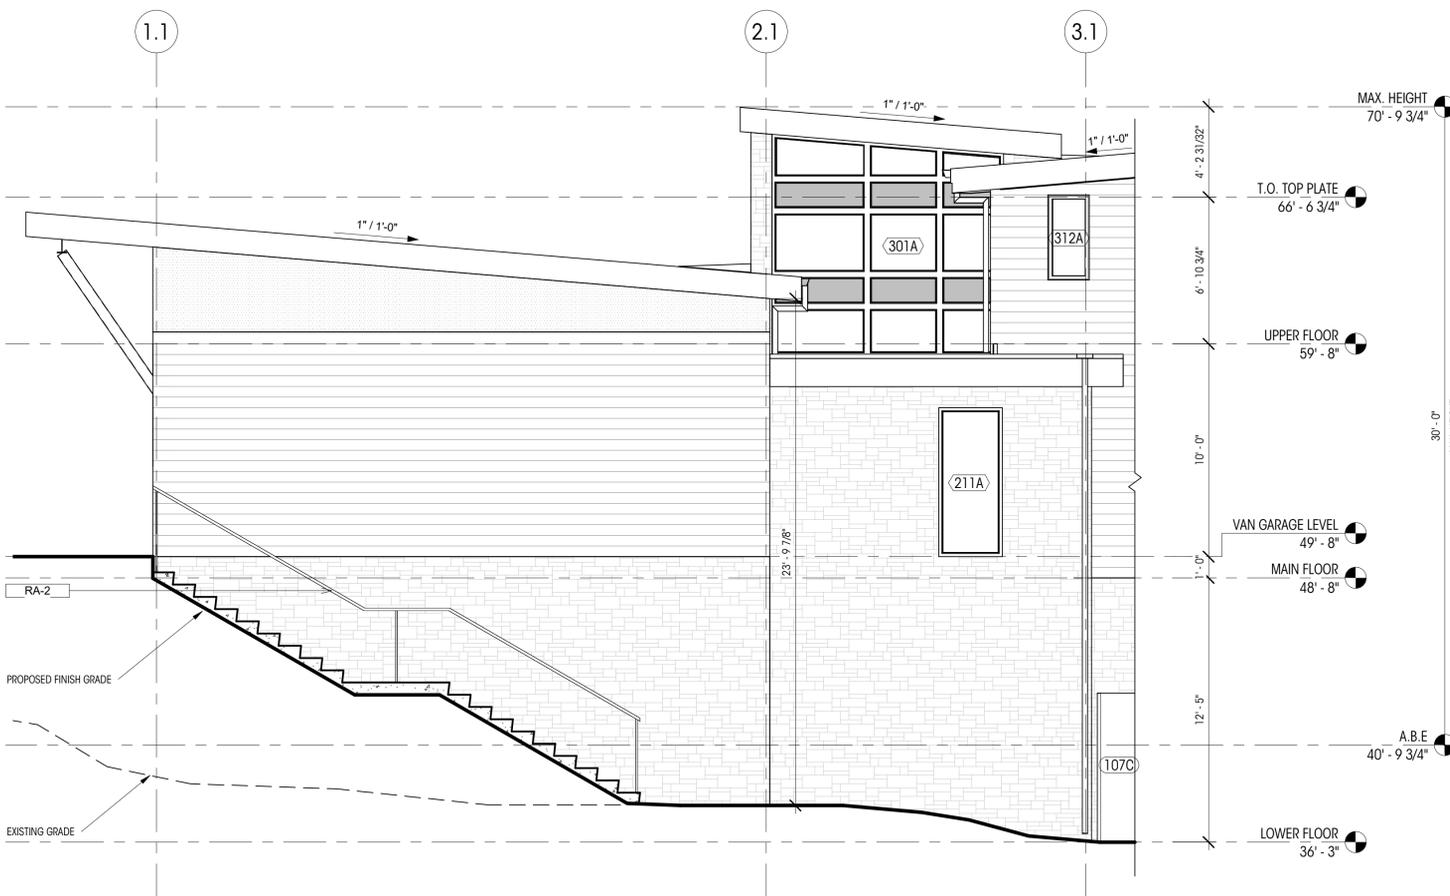 1.1
2.1
3.1
1" / 1'-0"
1" / 1'-0"
1" / 1'-0"
MAX. HEIGHT
70' - 9 3/4"
4' - 2 31/32"
T.O. TOP PLATE
66' - 6 3/4"
301A
312A
6' - 10 3/4"
UPPER FLOOR
59' - 8"
30' - 0"
10' - 0"
211A
VAN GARAGE LEVEL
49' - 8"
23' - 9 7/8"
1' - 0"
MAIN FLOOR
48' - 8"
RA-2
PROPOSED FINISH GRADE
12' - 5"
A.B.E
40' - 9 3/4"
107C
EXISTING GRADE
LOWER FLOOR
36' - 3"